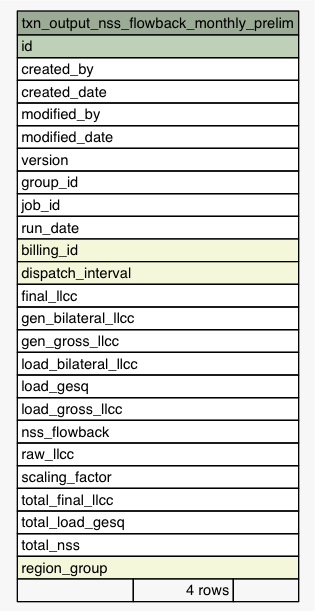 txn_output_nss_flowback_monthly_prelim
id
created_by
created_date
modified_by
modified_date
version
group_id
job_id
run_date
billing_id
dispatch_interval
final_llcc
gen_bilateral_llcc
gen_gross_llcc
load_bilateral_llcc
load_gesq
load_gross_llcc
nss_flowback
raw_llcc
scaling_factor
total_final_llcc
total_load_gesq
total_nss
region_group
4 rows